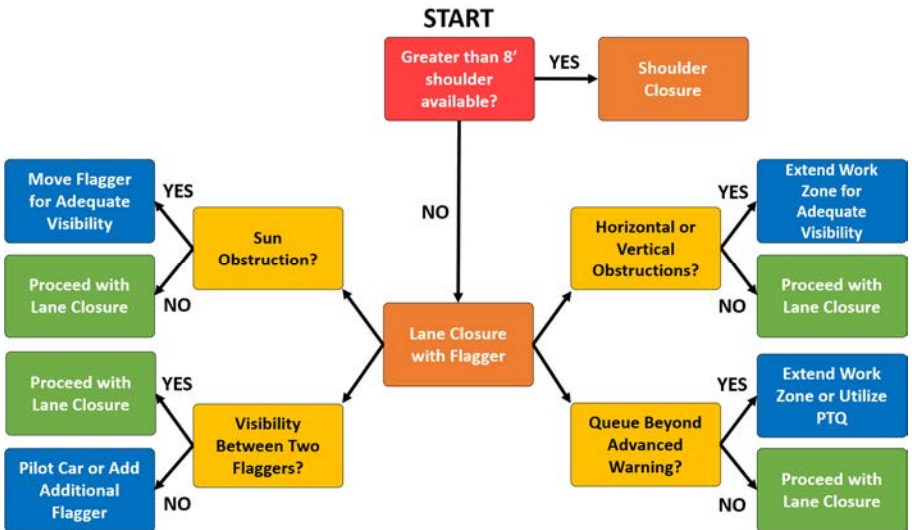 START
Greater than 8'
shoulder
available?
YES
Shoulder
Closure
NO
Move Flagger
for Adequate
Visibility
YES
Sun
Obstruction?
Proceed with
Lane Closure
NO
Horizontal or
Vertical
Obstructions?
YES
Extend Work
Zone for
Adequate
Visibility
NO
Proceed with
Lane Closure
Lane Closure
with Flagger
Proceed with
Lane Closure
YES
Visibility
Between Two
Flaggers?
Pilot Car or Add
Additional
Flagger
NO
Queue Beyond
Advanced
Warning?
YES
Extend Work
Zone or Utilize
PTQ
NO
Proceed with
Lane Closure